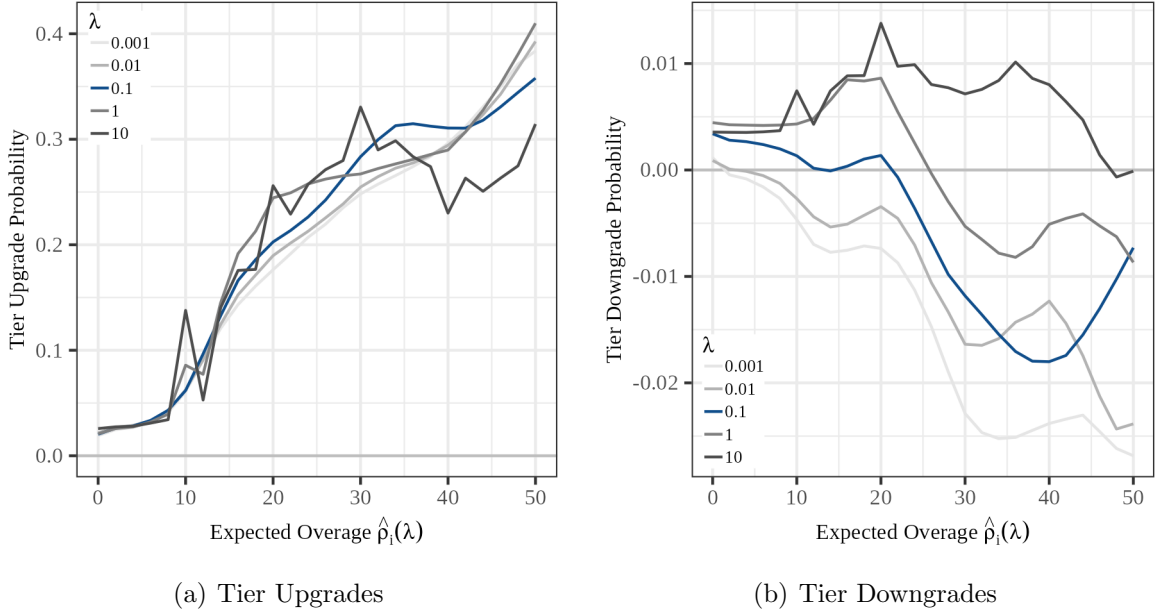 λ
0.001
0.01
0.1
1
10
Tier Upgrade Probability
0.4
0.3
0.2
0.1
0.0
0 10 20 30 40 50
Expected Overage ρ̂ᵢ(λ)
(a) Tier Upgrades
Tier Downgrade Probability
0.01
0.00
-0.01
-0.02
λ
0.001
0.01
0.1
1
10
0 10 20 30 40 50
Expected Overage ρ̂ᵢ(λ)
(b) Tier Downgrades